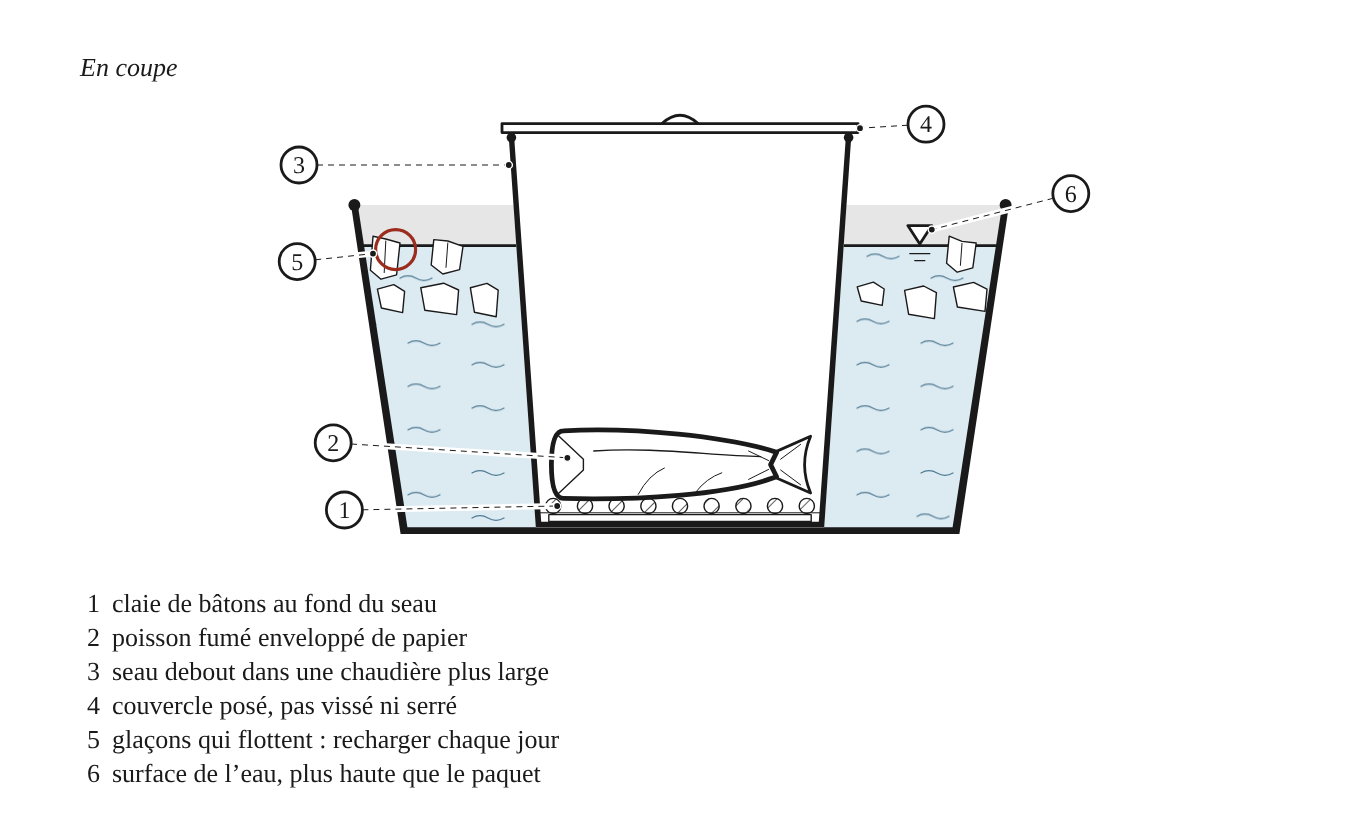 En coupe
4
3
6
5
2
1
1 claie de bâtons au fond du seau
2 poisson fumé enveloppé de papier
3 seau debout dans une chaudière plus large
4 couvercle posé, pas vissé ni serré
5 glaçons qui flottent : recharger chaque jour
6 surface de l’eau, plus haute que le paquet